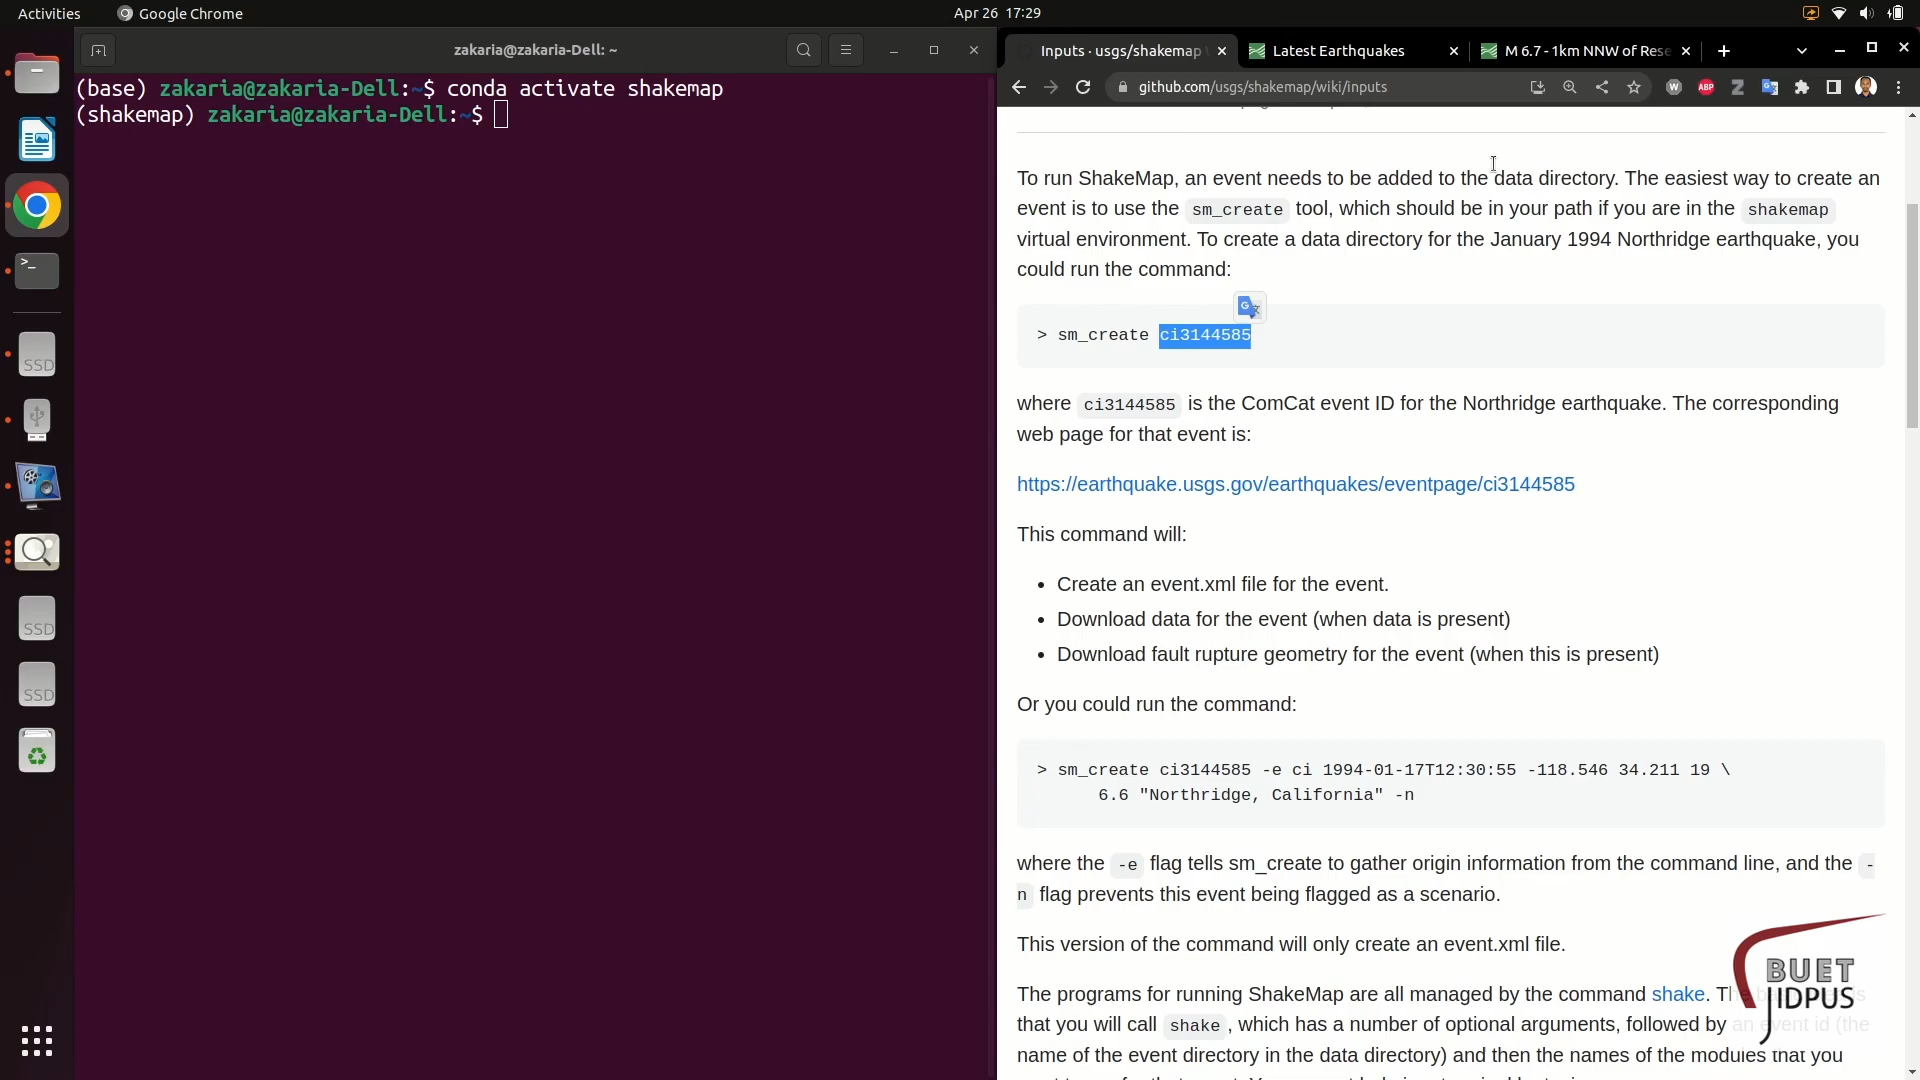 Activities
Google Chrome
Apr 26 17:29
zakaria@zakaria-Dell: ~
(base) zakaria@zakaria-Dell:~$ conda activate shakemap
(shakemap) zakaria@zakaria-Dell:~$
SSD
SSD
SSD
Inputs · usgs/shakemap
Latest Earthquakes
M 6.7 - 1km NNW of Rese
github.com/usgs/shakemap/wiki/inputs
ABP
To run ShakeMap, an event needs to be added to the data directory. The easiest way to create an
event is to use the sm_create tool, which should be in your path if you are in the shakemap
virtual environment. To create a data directory for the January 1994 Northridge earthquake, you
could run the command:
> sm_create ci3144585
where ci3144585 is the ComCat event ID for the Northridge earthquake. The corresponding
web page for that event is:
https://earthquake.usgs.gov/earthquakes/eventpage/ci3144585
This command will:
• Create an event.xml file for the event.
• Download data for the event (when data is present)
• Download fault rupture geometry for the event (when this is present)
Or you could run the command:
> sm_create ci3144585 -e ci 1994-01-17T12:30:55 -118.546 34.211 19 \
6.6 "Northridge, California" -n
where the -e flag tells sm_create to gather origin information from the command line, and the -
n flag prevents this event being flagged as a scenario.
This version of the command will only create an event.xml file.
The programs for running ShakeMap are all managed by the command shake.
that you will call shake, which has a number of optional arguments, followed by an event id (the
name of the event directory in the data directory) and then the names of the modules that you
BUET
JIDPUS